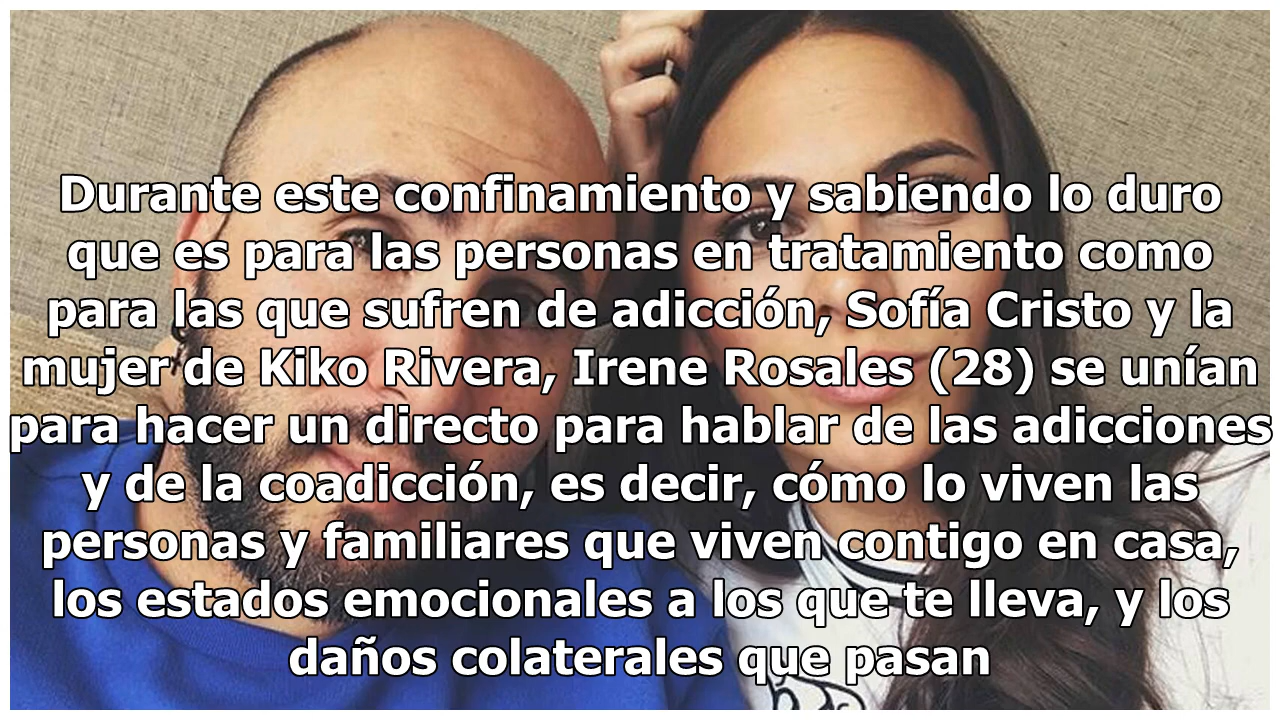 Durante este confinamiento y sabiendo lo duro
que es para las personas en tratamiento como
para las que sufren de adicción, Sofía Cristo y la
mujer de Kiko Rivera, Irene Rosales (28) se unían
para hacer un directo para hablar de las adicciones
y de la coadicción, es decir, cómo lo viven las
personas y familiares que viven contigo en casa,
los estados emocionales a los que te lleva, y los
daños colaterales que pasan